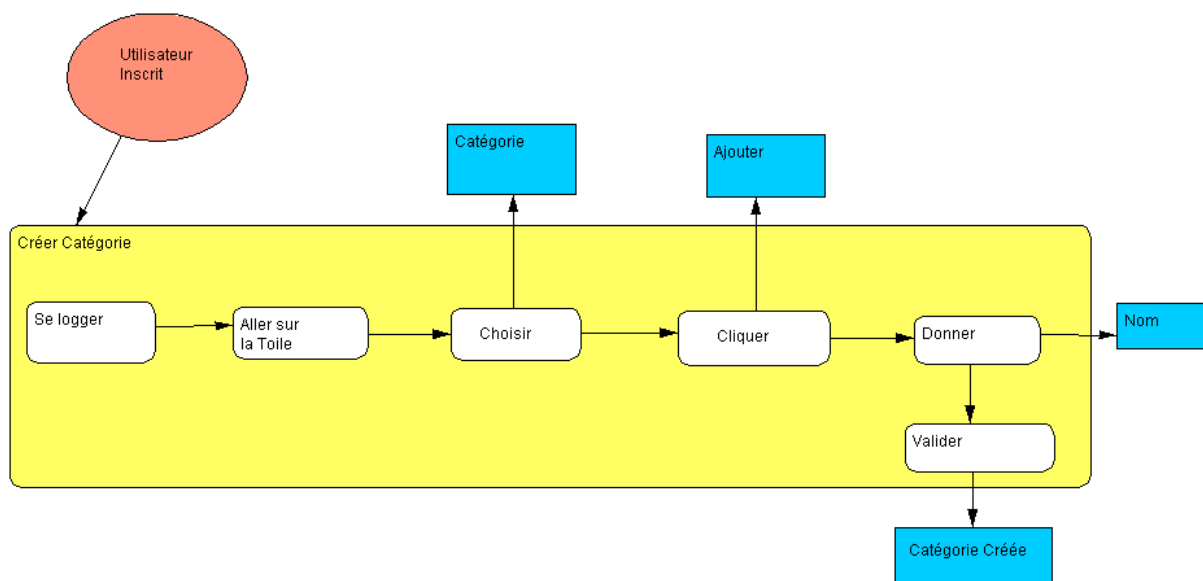 Utilisateur
Inscrit
Catégorie
Ajouter
Créer Catégorie
Se logger
Aller sur
la Toile
Choisir
Cliquer
Donner
Nom
Valider
Catégorie Créée